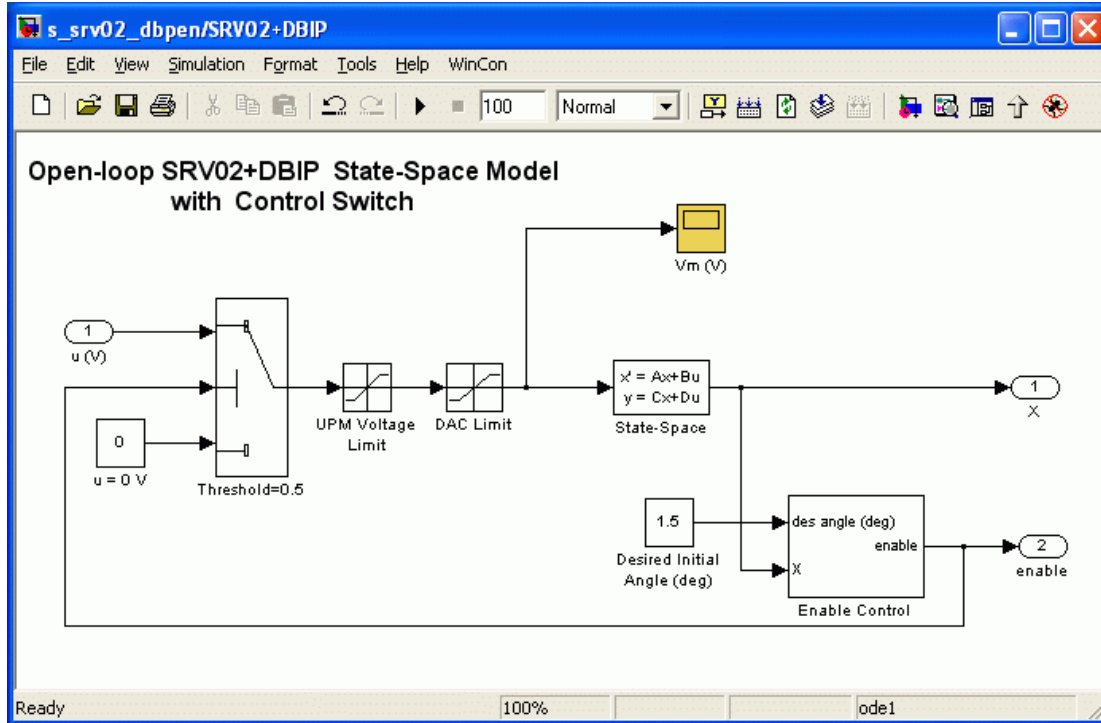 s_srv02_dbpen/SRV02+DBIP
File Edit View Simulation Format Tools Help WinCon
100 Normal
Open-loop SRV02+DBIP State-Space Model
with Control Switch
Vm (V)
1
u (V)
0
u = 0 V
Threshold=0.5
UPM Voltage
Limit
DAC Limit
x' = Ax+Bu
y = Cx+Du
State-Space
1
X
1.5
Desired Initial
Angle (deg)
des angle (deg)
enable
X
Enable Control
2
enable
Ready 100% ode1